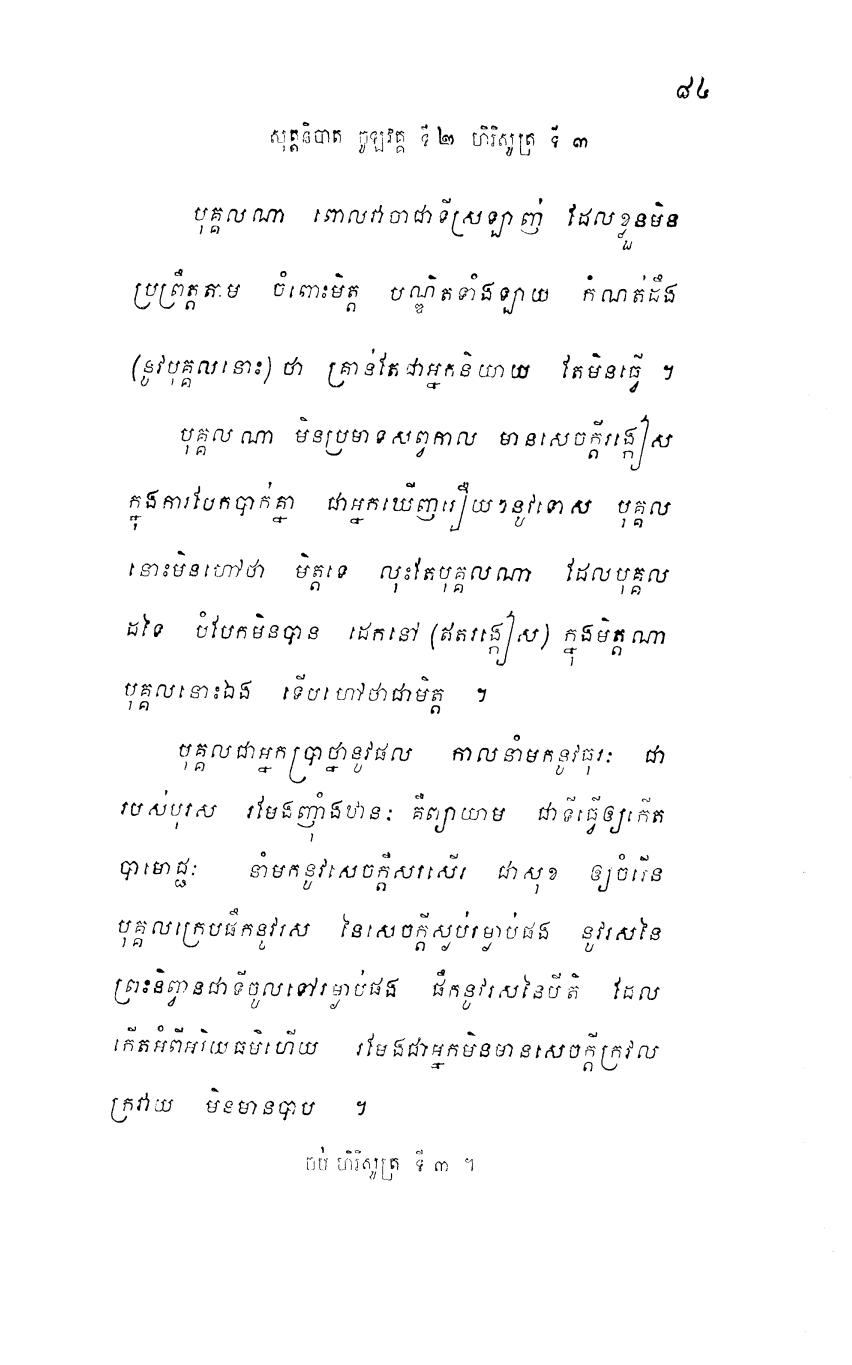 ៨៤
សុត្តនិបាត ចូឡវគ្គ ទី ២ ហិរិសូត្រ ទី ៣
បុគ្គលណា ពោលវាចាជាទីស្រឡាញ់ ដែលខ្លួនមិន
ប្រព្រឹត្តតាម ចំពោះមិត្ត បណ្ឌិតទាំងឡាយ កំណត់ដឹង
(នូវបុគ្គលនោះ) ថា គ្រាន់តែជាអ្នកនិយាយ តែមិនធ្វើ ។
បុគ្គលណា មិនប្រមាទសព្វកាល មានសេចក្តីរង្កៀស
ក្នុងការបែកបាក់គ្នា ជាអ្នកឃើញរឿយៗនូវទោស បុគ្គល
នោះមិនហៅថា មិត្តទេ លុះតែបុគ្គលណា ដែលបុគ្គល
ដទៃ បំបែកមិនបាន ដេកនៅ (ឥតរង្កៀស) ក្នុងមិត្តណា
បុគ្គលនោះឯង ទើបហៅថាជាមិត្ត ។
បុគ្គលជាអ្នកប្រាថ្នានូវផល កាលនាំមកនូវធុរៈ ជា
របស់បុរស រមែងញុ៉ាំងឋានៈ គឺព្យាយាម ជាទីធ្វើឲ្យកើត
បាមោជ្ជៈ នាំមកនូវសេចក្តីសរសើរ ជាសុខ ឲ្យចំរើន
បុគ្គលក្រេបផឹកនូវរស នៃសេចក្តីស្ងប់រម្ងាប់ផង នូវរសនៃ
ព្រះនិព្វានជាទីចូលទៅរម្ងាប់ផង ផឹកនូវរសនៃបីតិ ដែល
កើតអំពីអរិយធម៌ហើយ រមែងជាអ្នកមិនមានសេចក្តីក្រវល
ក្រវាយ មិនមានបាប ។
ចប់ ហិរិសូត្រ ទី ៣ ។